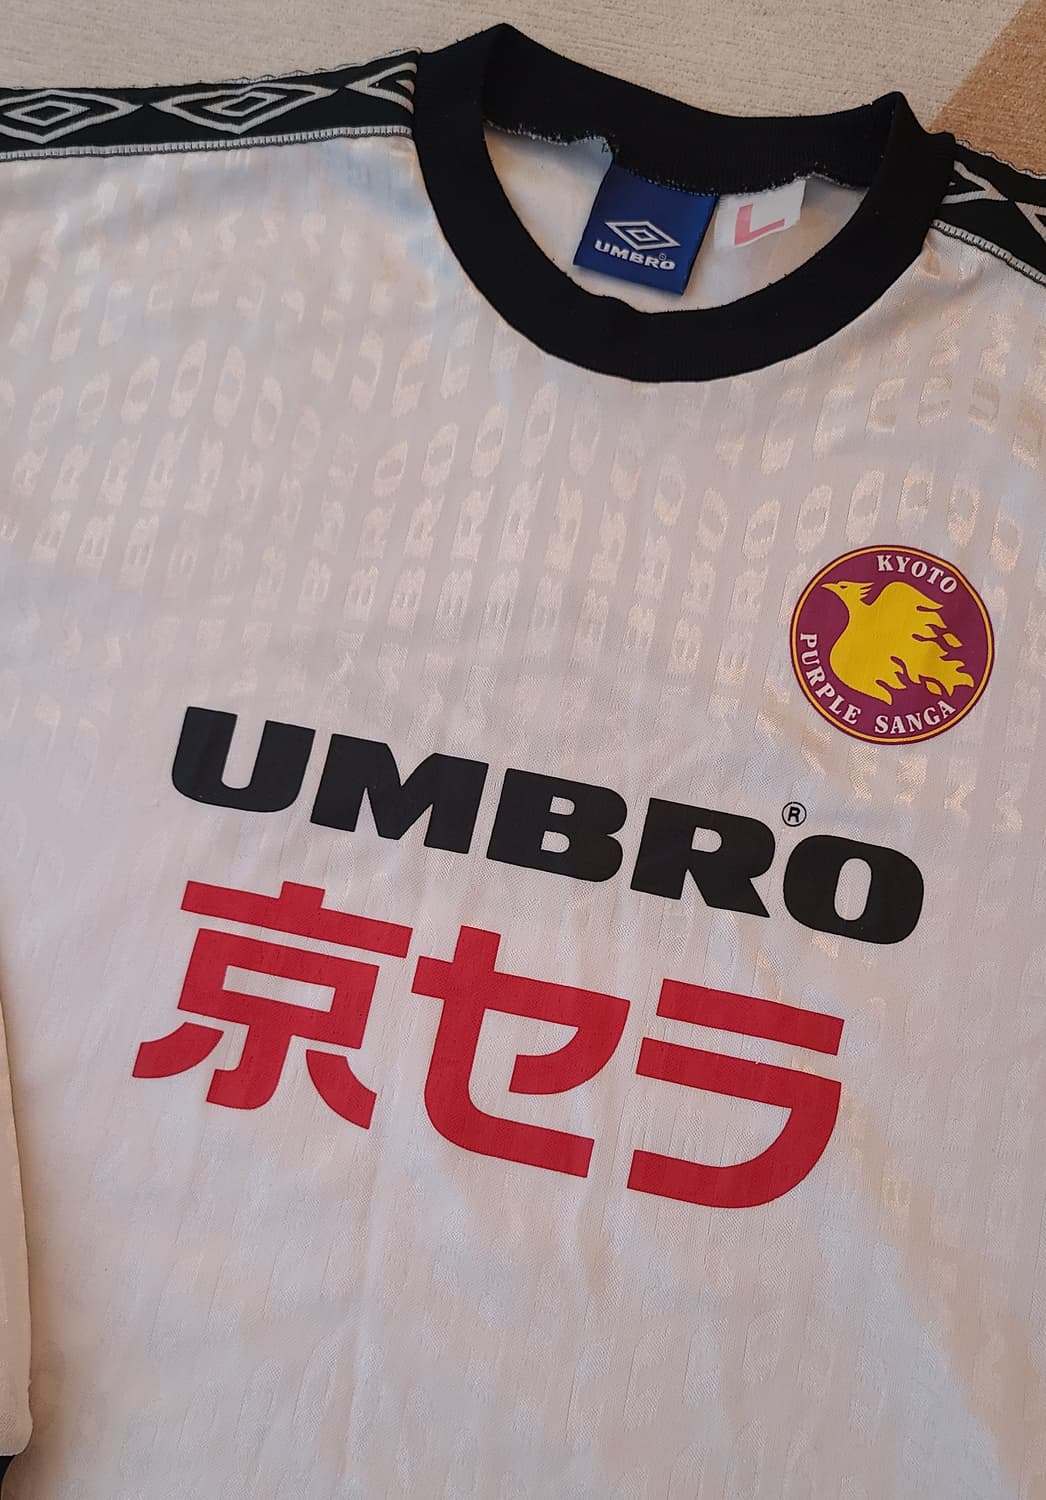 UMBRO®
L
KYOTO
PURPLE SANGA
UMBRO®
京セラ